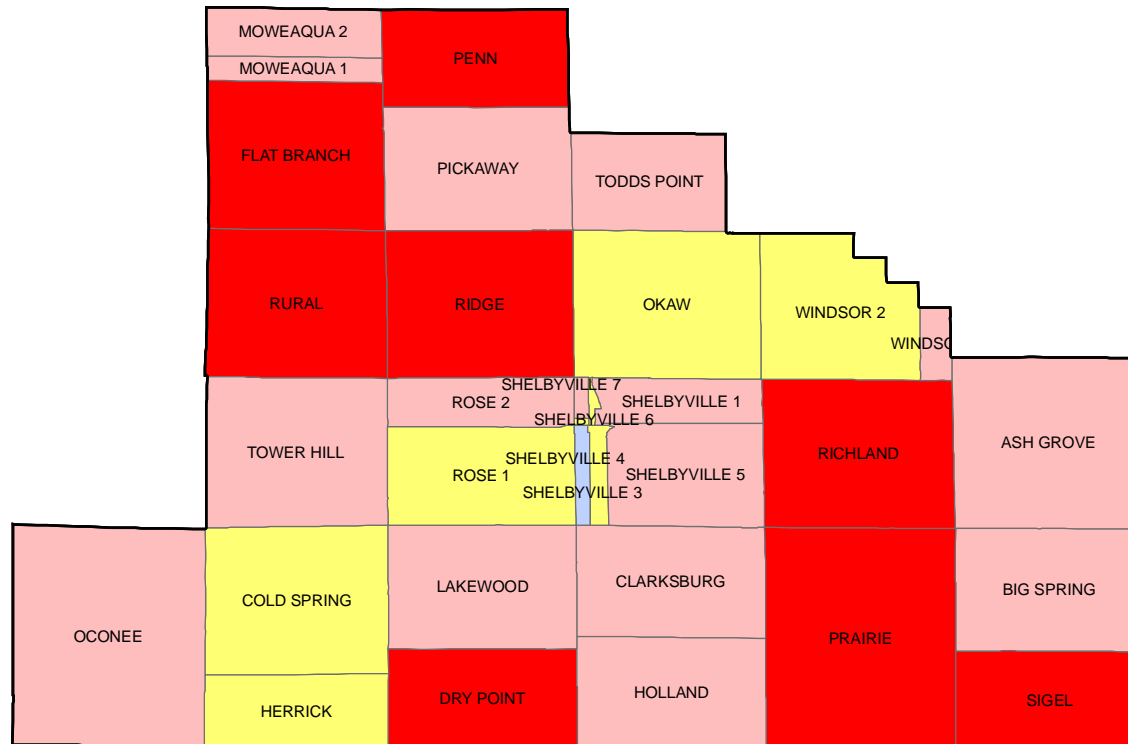 MOWEAQUA 2
PENN
MOWEAQUA 1
FLAT BRANCH
PICKAWAY
TODDS POINT
RURAL
RIDGE
OKAW
WINDSOR 2
WINDSO
SHELBYVILLE 7
ROSE 2
SHELBYVILLE 1
SHELBYVILLE 6
TOWER HILL
SHELBYVILLE 4
RICHLAND
ASH GROVE
ROSE 1
SHELBYVILLE 5
SHELBYVILLE 3
COLD SPRING
LAKEWOOD
CLARKSBURG
BIG SPRING
OCONEE
PRAIRIE
HERRICK
DRY POINT
HOLLAND
SIGEL